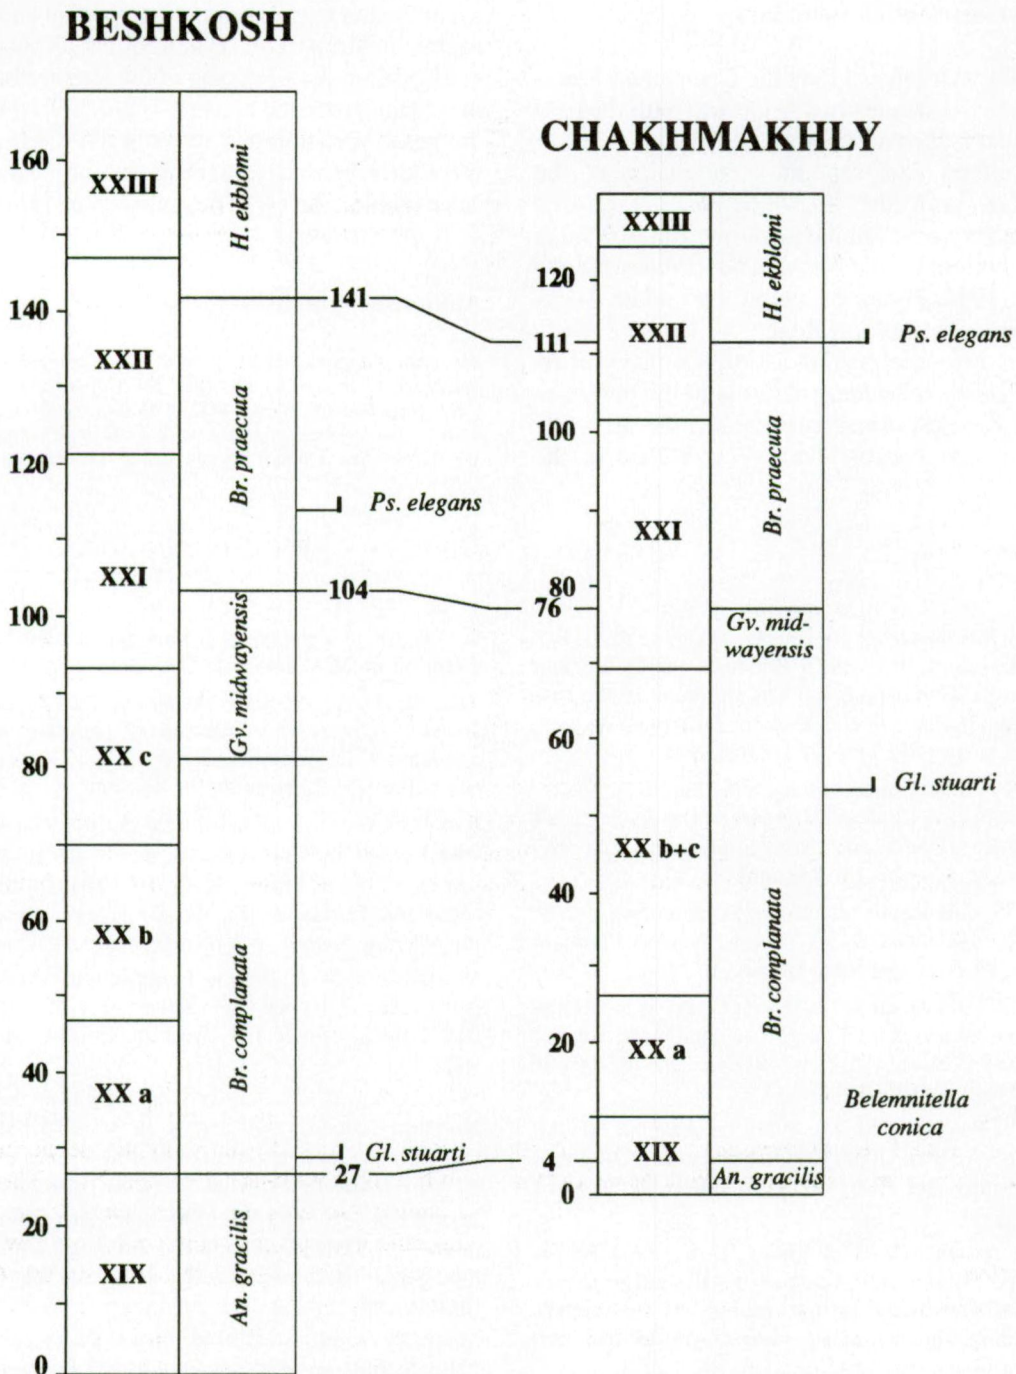 BESHKOSH
160
140
120
100
80
60
40
20
0
XXIII
XXII
XXI
XX c
XX b
XX a
XIX
H. ekblomi
Br. praecuta
Gv. midwayensis
Br. complanata
An. gracilis
141
Ps. elegans
104
Gl. stuarti
27
CHAKHMAKHLY
120
111
100
80
76
60
40
20
4
0
XXIII
XXII
XXI
XX b+c
XX a
XIX
H. ekblomi
Br. praecuta
Gv. mid-
wayensis
Br. complanata
An. gracilis
Ps. elegans
Gl. stuarti
Belemnitella
conica